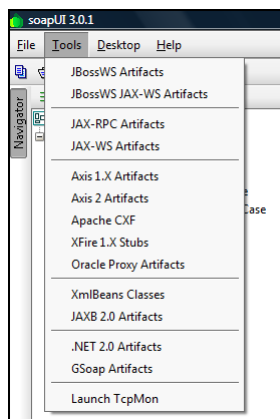 soapUI 3.0.1
File Tools Desktop Help
Navigator
JBossWS Artifacts
JBossWS JAX-WS Artifacts
JAX-RPC Artifacts
JAX-WS Artifacts
Axis 1.X Artifacts
Axis 2 Artifacts
Apache CXF
XFire 1.X Stubs
Oracle Proxy Artifacts
XmlBeans Classes
JAXB 2.0 Artifacts
.NET 2.0 Artifacts
GSoap Artifacts
Launch TcpMon